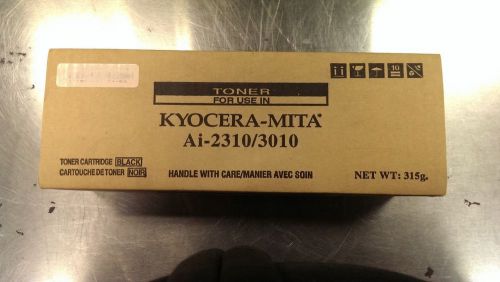 TONER
FOR USE IN
KYOCERA-MITA
Ai-2310/3010
TONER CARTRIDGE BLACK
CARTOUCHE DE TONER NOIR
HANDLE WITH CARE/MANIER AVEC SOIN
NET WT: 315g.
10